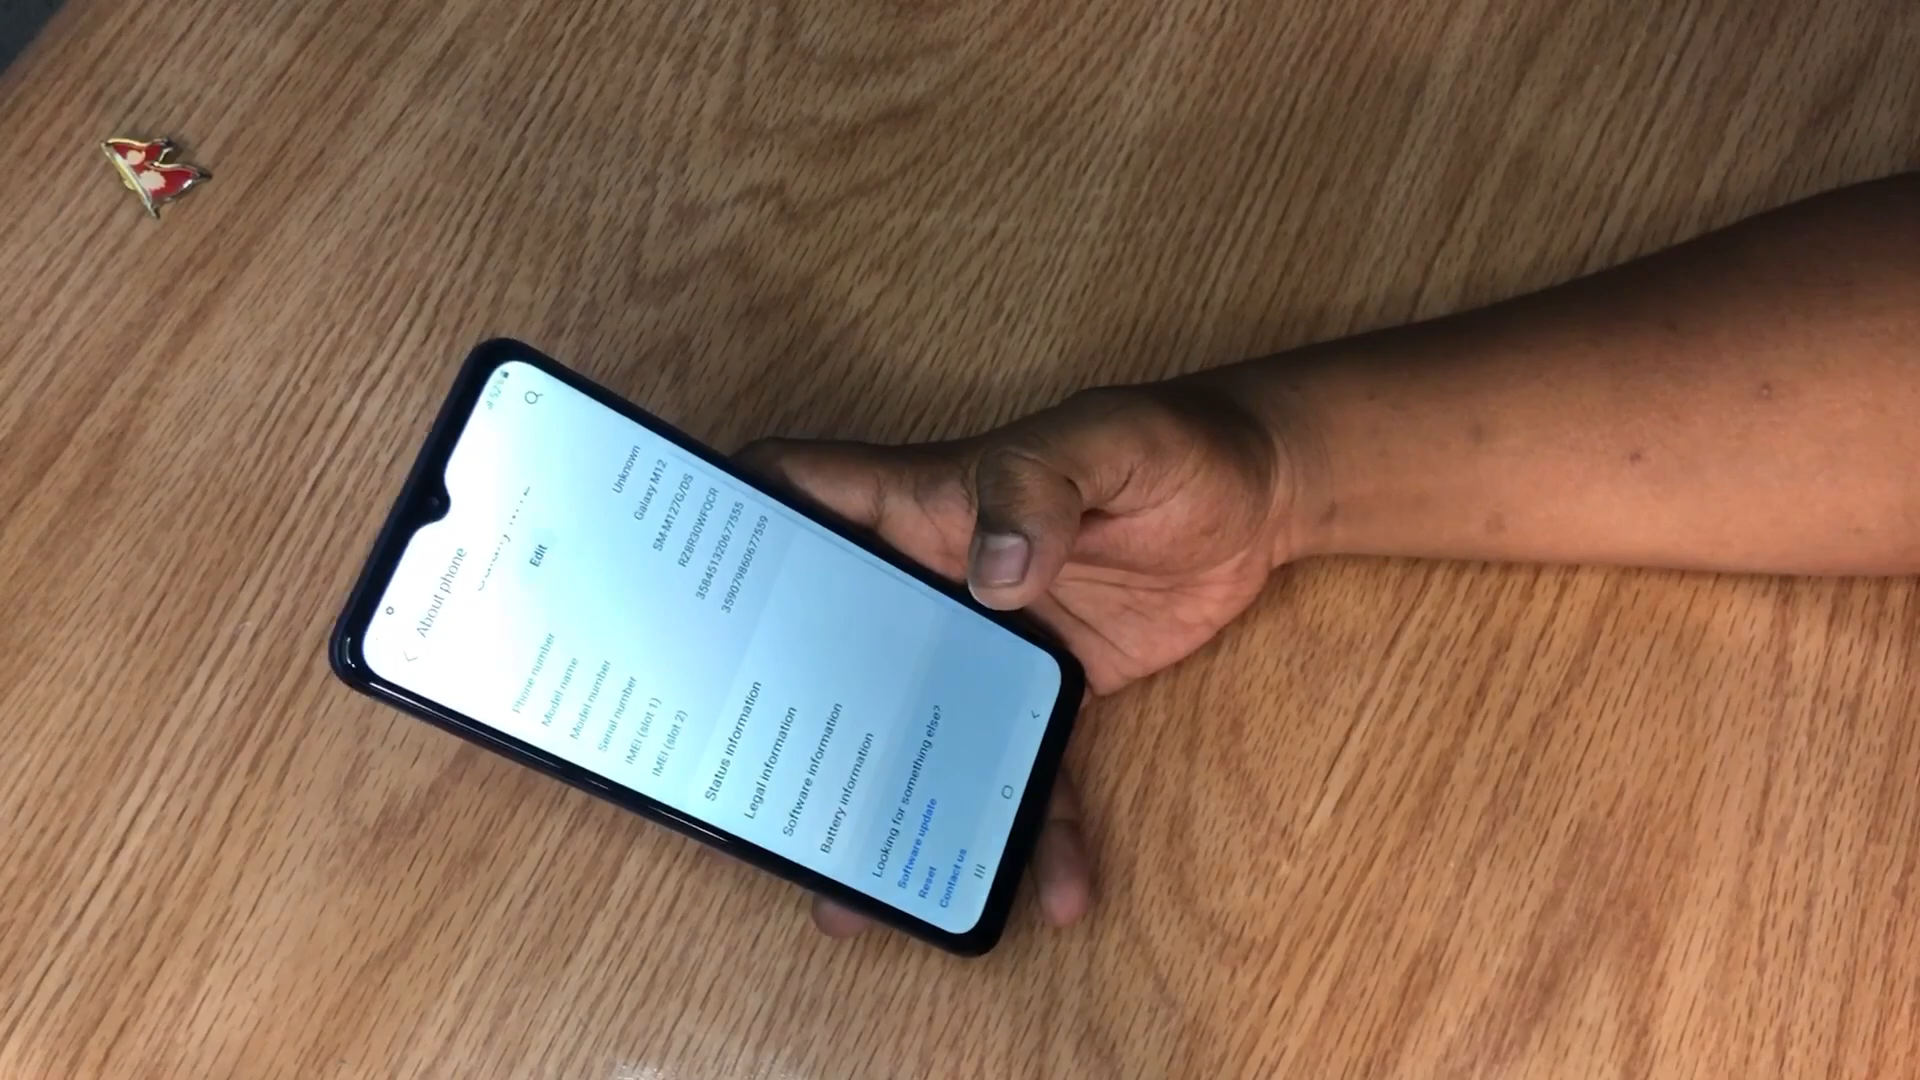 52%
About phone
Edit
Phone number Unknown
Model name Galaxy M12
Model number SM-M127G/DS
Serial number RZ8R30WFQCR
IMEI (slot 1) 358451320677555
IMEI (slot 2) 359079860677559
Status information
Legal information
Software information
Battery information
Looking for something else?
Software update
Reset
Contact us